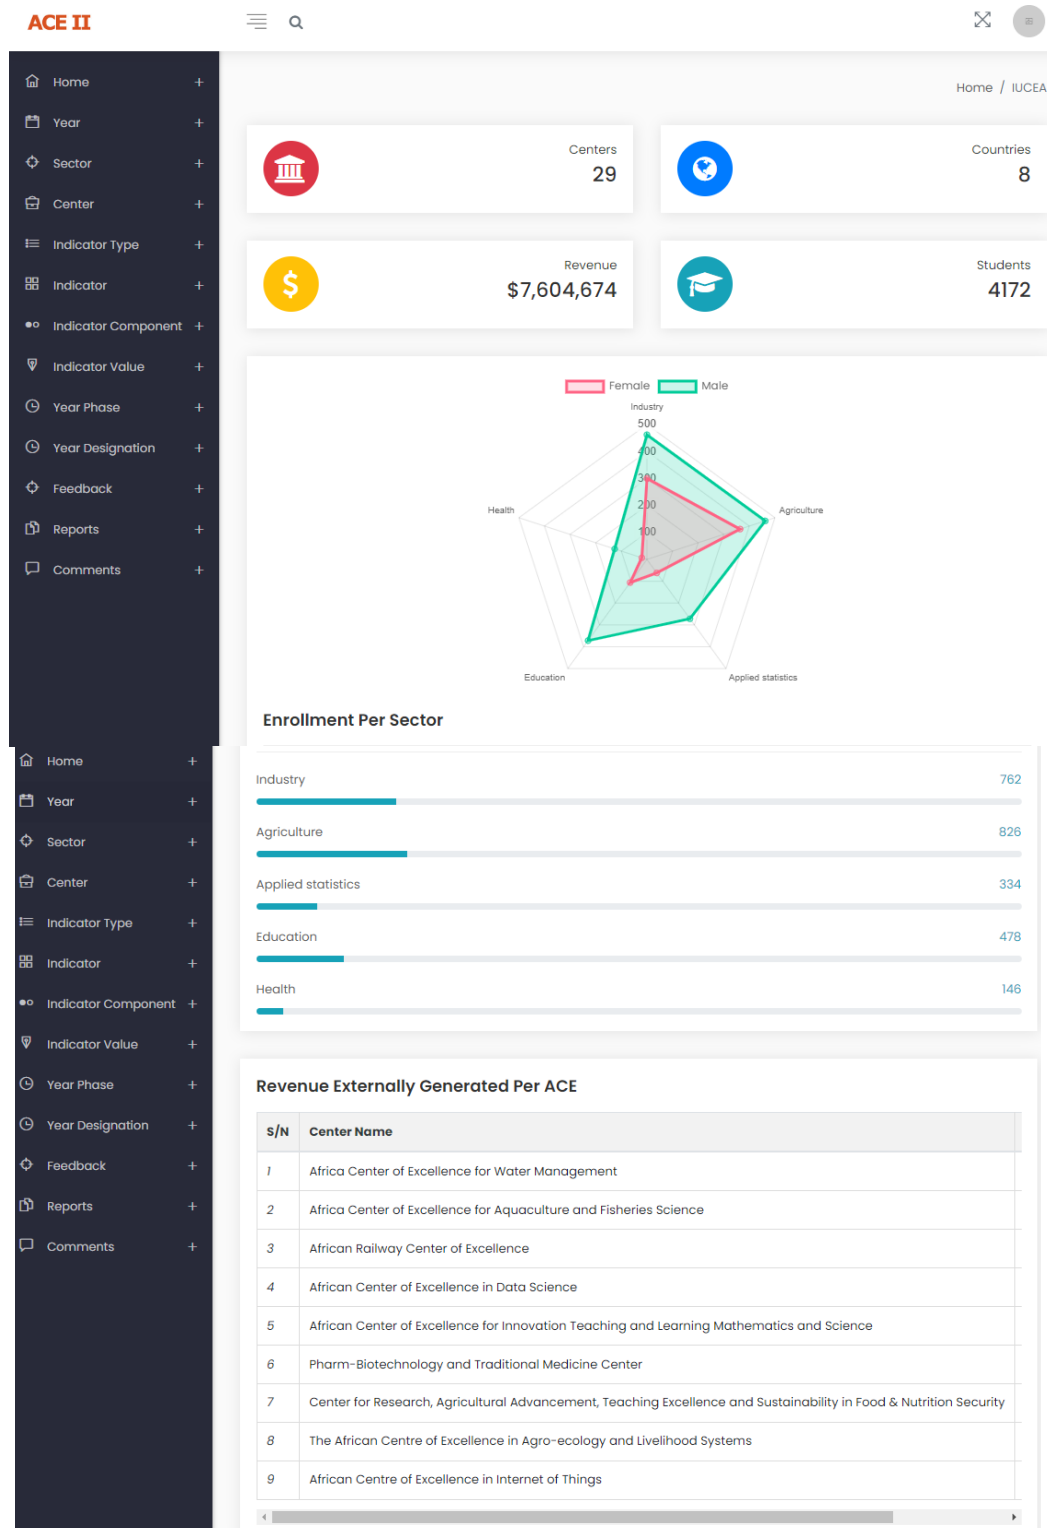 ACE II
Home +
Year +
Sector +
Center +
Indicator Type +
Indicator +
Indicator Component +
Indicator Value +
Year Phase +
Year Designation +
Feedback +
Reports +
Comments +
Home / IUCEA
Centers
29
Countries
8
Revenue
$7,604,674
Students
4172
Female Male
Industry
500
400
300
200
100
Health
Agriculture
Education
Applied statistics
Enrollment Per Sector
Home +
Year +
Sector +
Center +
Indicator Type +
Indicator +
Indicator Component +
Indicator Value +
Year Phase +
Year Designation +
Feedback +
Reports +
Comments +
Industry 762
Agriculture 826
Applied statistics 334
Education 478
Health 146
Revenue Externally Generated Per ACE
S/N Center Name
1 Africa Center of Excellence for Water Management
2 Africa Center of Excellence for Aquaculture and Fisheries Science
3 African Railway Center of Excellence
4 African Center of Excellence in Data Science
5 African Center of Excellence for Innovation Teaching and Learning Mathematics and Science
6 Pharm-Biotechnology and Traditional Medicine Center
7 Center for Research, Agricultural Advancement, Teaching Excellence and Sustainability in Food & Nutrition Security
8 The African Centre of Excellence in Agro-ecology and Livelihood Systems
9 African Centre of Excellence in Internet of Things